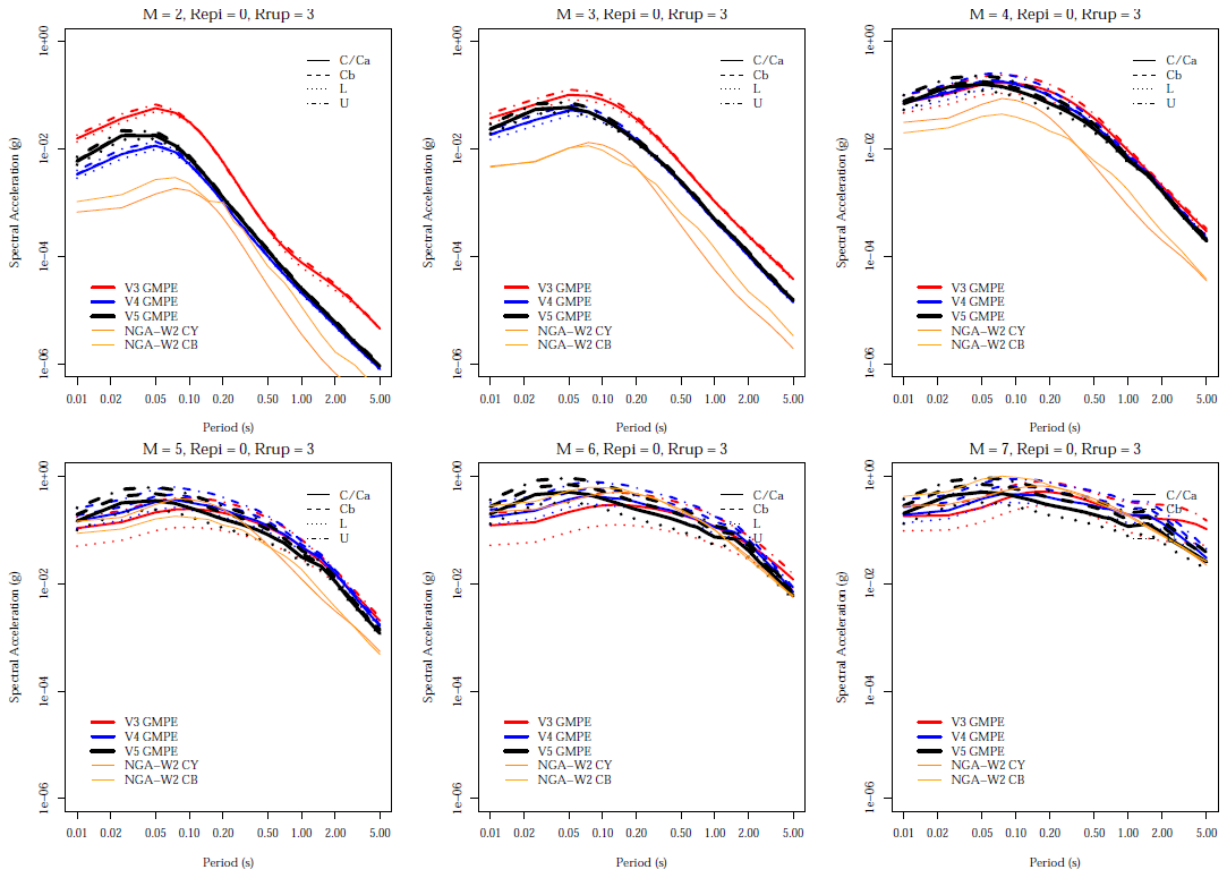 M = 2, Repi = 0, Rrup = 3
Spectral Acceleration (g)
1e+00
1e−02
1e−04
1e−06
C/Ca
Cb
L
U
V3 GMPE
V4 GMPE
V5 GMPE
NGA−W2 CY
NGA−W2 CB
0.01 0.02 0.05 0.10 0.20 0.50 1.00 2.00 5.00
Period (s)
M = 3, Repi = 0, Rrup = 3
Spectral Acceleration (g)
1e+00
1e−02
1e−04
1e−06
C/Ca
Cb
L
U
V3 GMPE
V4 GMPE
V5 GMPE
NGA−W2 CY
NGA−W2 CB
0.01 0.02 0.05 0.10 0.20 0.50 1.00 2.00 5.00
Period (s)
M = 4, Repi = 0, Rrup = 3
Spectral Acceleration (g)
1e+00
1e−02
1e−04
1e−06
C/Ca
Cb
L
U
V3 GMPE
V4 GMPE
V5 GMPE
NGA−W2 CY
NGA−W2 CB
0.01 0.02 0.05 0.10 0.20 0.50 1.00 2.00 5.00
Period (s)
M = 5, Repi = 0, Rrup = 3
Spectral Acceleration (g)
1e+00
1e−02
1e−04
1e−06
C/Ca
Cb
L
U
V3 GMPE
V4 GMPE
V5 GMPE
NGA−W2 CY
NGA−W2 CB
0.01 0.02 0.05 0.10 0.20 0.50 1.00 2.00 5.00
Period (s)
M = 6, Repi = 0, Rrup = 3
Spectral Acceleration (g)
1e+00
1e−02
1e−04
1e−06
C/Ca
Cb
L
U
V3 GMPE
V4 GMPE
V5 GMPE
NGA−W2 CY
NGA−W2 CB
0.01 0.02 0.05 0.10 0.20 0.50 1.00 2.00 5.00
Period (s)
M = 7, Repi = 0, Rrup = 3
Spectral Acceleration (g)
1e+00
1e−02
1e−04
1e−06
C/Ca
Cb
L
U
V3 GMPE
V4 GMPE
V5 GMPE
NGA−W2 CY
NGA−W2 CB
0.01 0.02 0.05 0.10 0.20 0.50 1.00 2.00 5.00
Period (s)